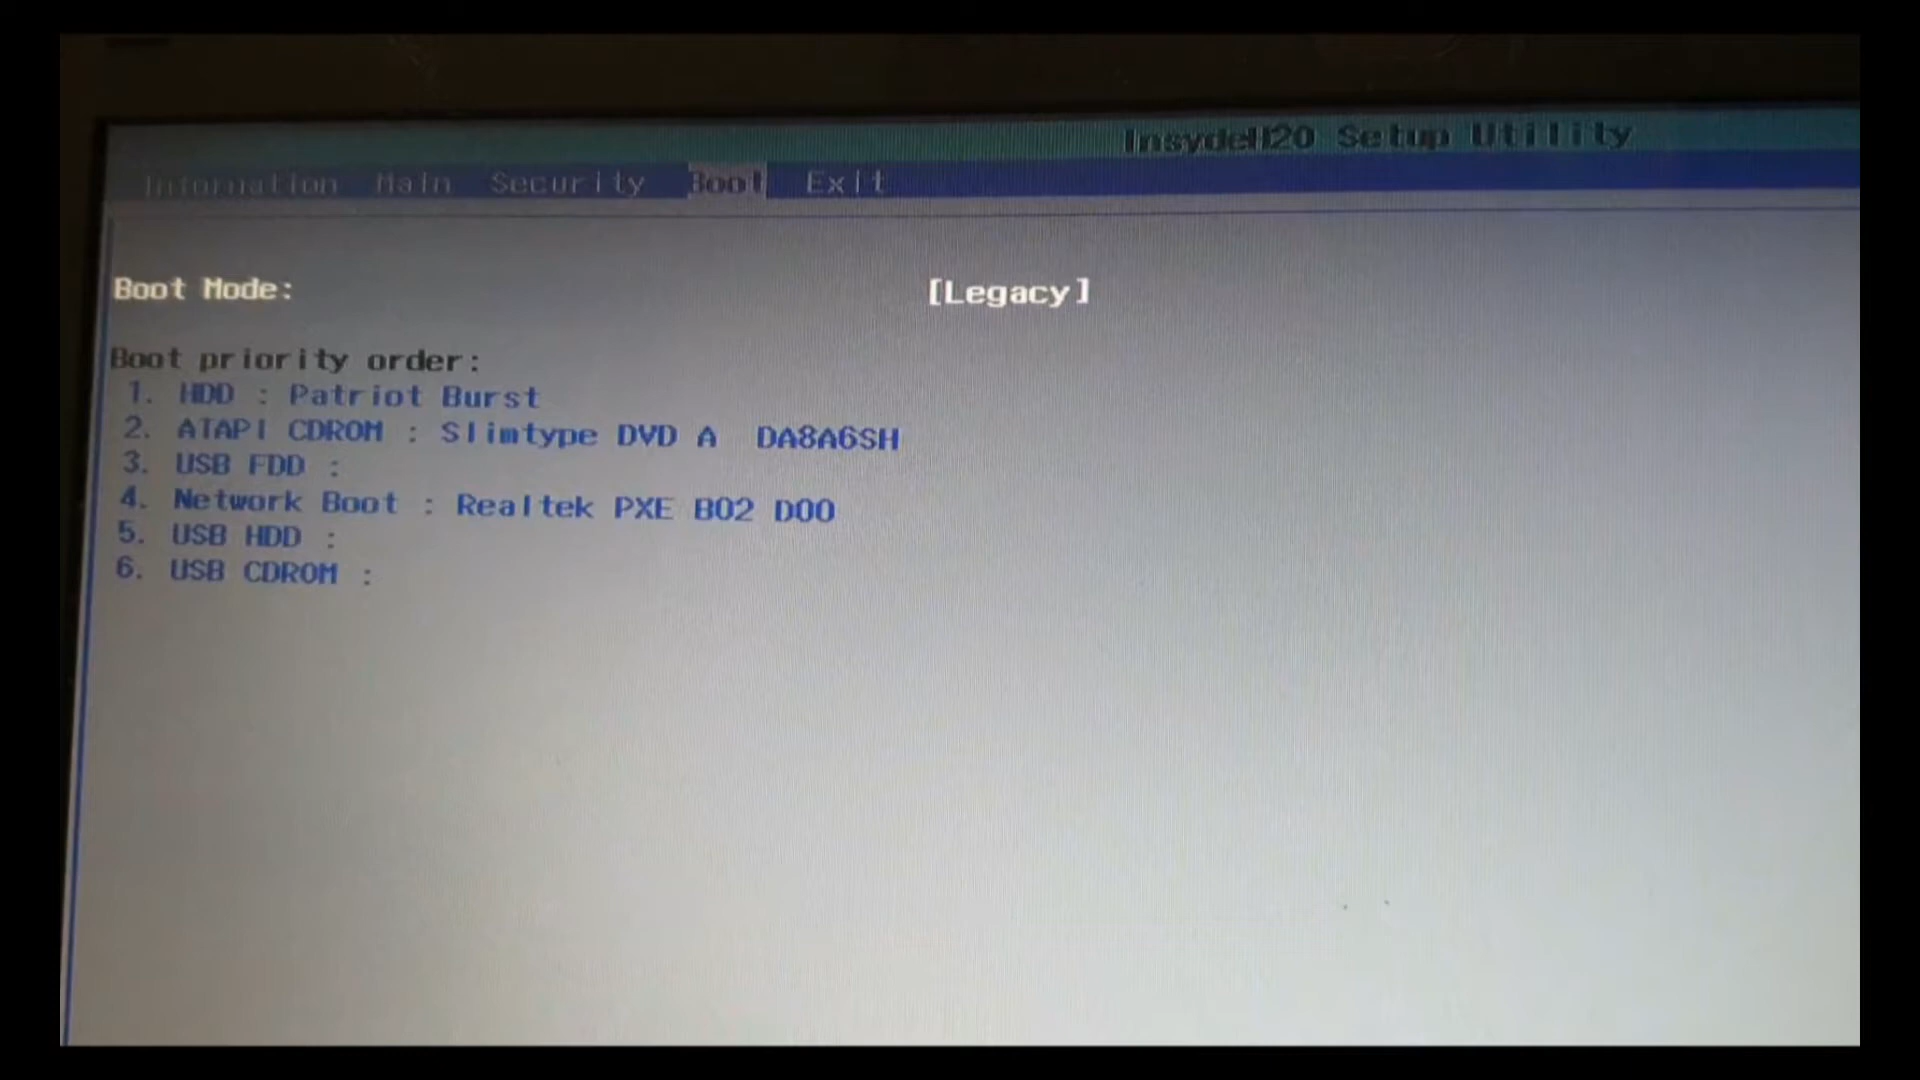 InsydeH20 Setup Utility
Information Main Security Boot Exit
Boot Mode: [Legacy]
Boot priority order:
1. HDD : Patriot Burst
2. ATAPI CDROM : Slimtype DVD A DA8A6SH
3. USB FDD :
4. Network Boot : Realtek PXE B02 D00
5. USB HDD :
6. USB CDROM :